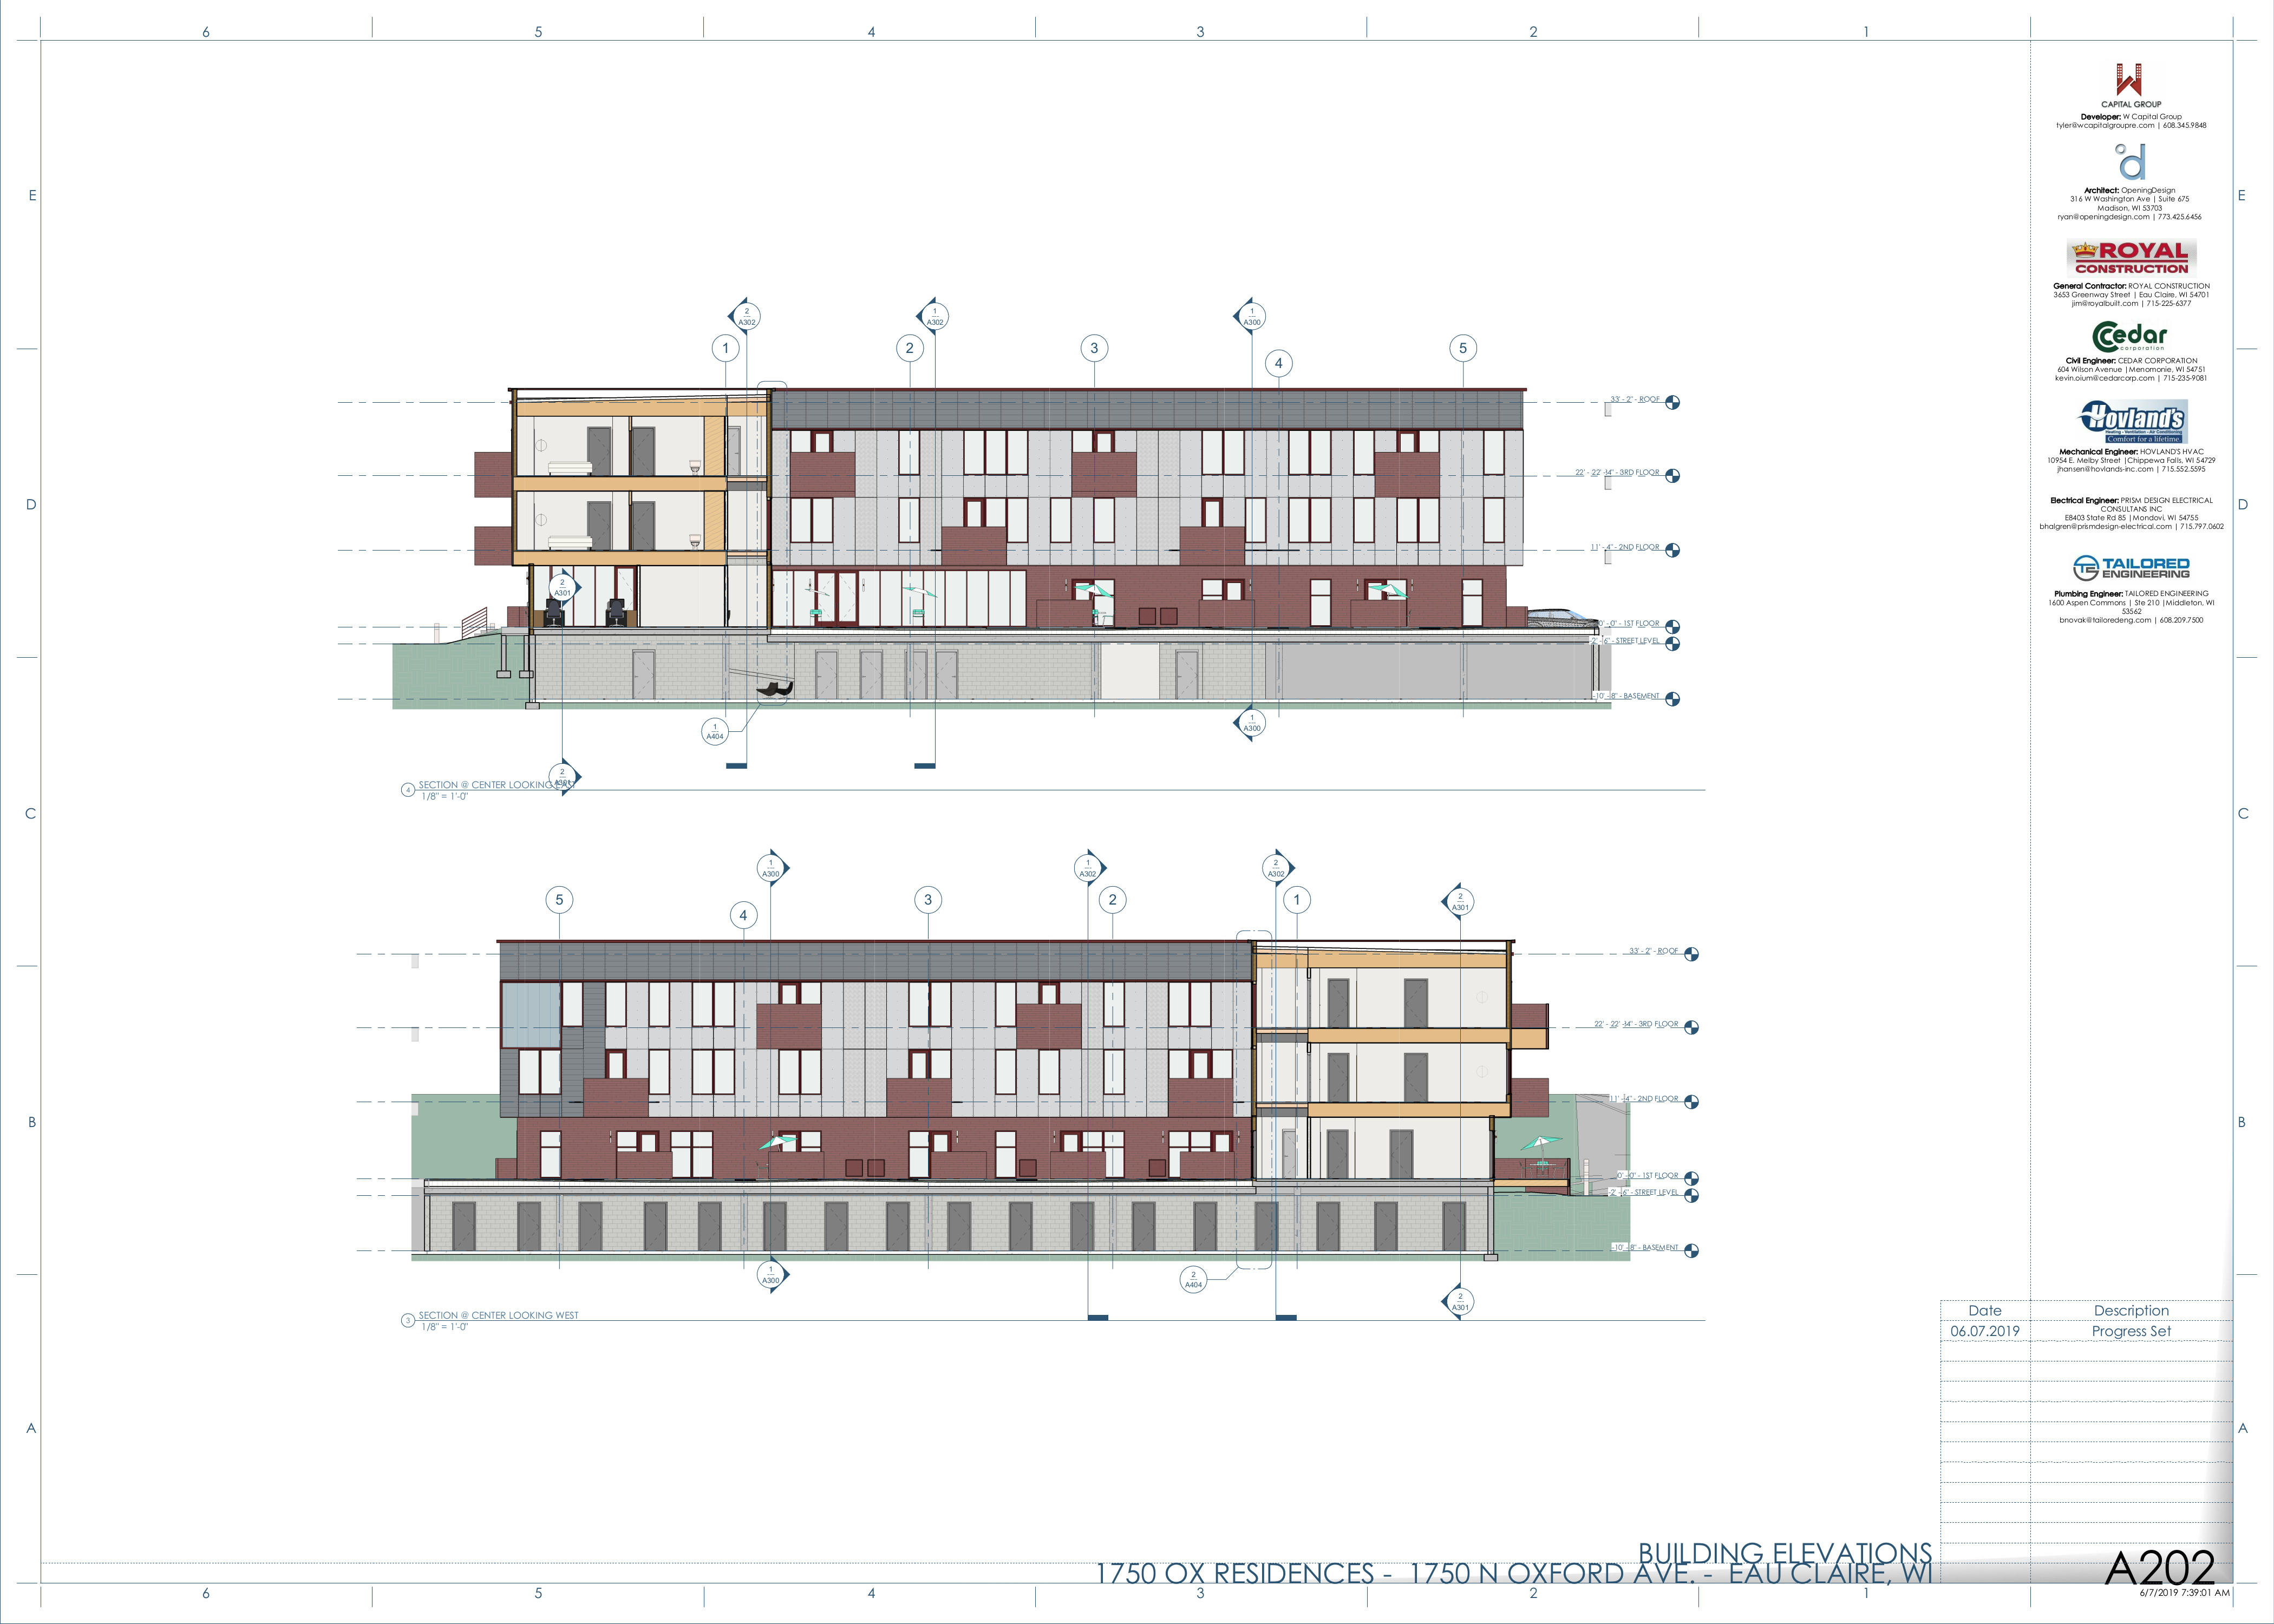 6 5 4 3 2 1
E
D
C
B
A
E
D
C
B
A
CAPITAL GROUP
Developer: W Capital Group
tyler@wcapitalgroupre.com | 608.345.9848
d
Architect: OpeningDesign
316 W Washington Ave | Suite 675
Madison, WI 53703
ryan@openingdesign.com | 773.425.6456
ROYAL
CONSTRUCTION
General Contractor: ROYAL CONSTRUCTION
3653 Greenway Street | Eau Claire, WI 54701
jim@royalbuilt.com | 715-225-6377
Cedar
corporation
Civil Engineer: CEDAR CORPORATION
604 Wilson Avenue |Menomonie, WI 54751
kevin.oium@cedarcorp.com | 715-235-9081
Hovland's
Heating - Ventilation - Air Conditioning
Comfort for a lifetime.
Mechanical Engineer: HOVLAND'S HVAC
10954 E. Melby Street |Chippewa Falls, WI 54729
jhansen@hovlands-inc.com | 715.552.5595
Electrical Engineer: PRISM DESIGN ELECTRICAL
CONSULTANS INC
E8403 State Rd 85 |Mondovi, WI 54755
bhalgren@prismdesign-electrical.com | 715.797.0602
TE TAILORED
ENGINEERING
Plumbing Engineer: TAILORED ENGINEERING
1600 Aspen Commons | Ste 210 |Middleton, WI
53562
bnovak@tailoredeng.com | 608.209.7500
2
A302
1
A302
1
A300
1 2 3 4 5
33' - 2" - ROOF
22' - 22' -14" - 3RD FLOOR
11' - 4" - 2ND FLOOR
2
A301
0' - 0" - 1ST FLOOR
-2' - 6" - STREET LEVEL
-10' - 8" - BASEMENT
1
A404
1
A300
2
A301
4 SECTION @ CENTER LOOKING EAST
1/8" = 1'-0"
1
A300
1
A302
2
A302
2
A301
5 4 3 2 1
33' - 2" - ROOF
22' - 22' -14" - 3RD FLOOR
11' - 4" - 2ND FLOOR
0' - 0" - 1ST FLOOR
-2' - 6" - STREET LEVEL
-10' - 8" - BASEMENT
1
A300
2
A404
2
A301
3 SECTION @ CENTER LOOKING WEST
1/8" = 1'-0"
Date Description
06.07.2019 Progress Set
BUILDING ELEVATIONS
1750 OX RESIDENCES - 1750 N OXFORD AVE. - EAU CLAIRE, WI
A202
6/7/2019 7:39:01 AM
6 5 4 3 2 1